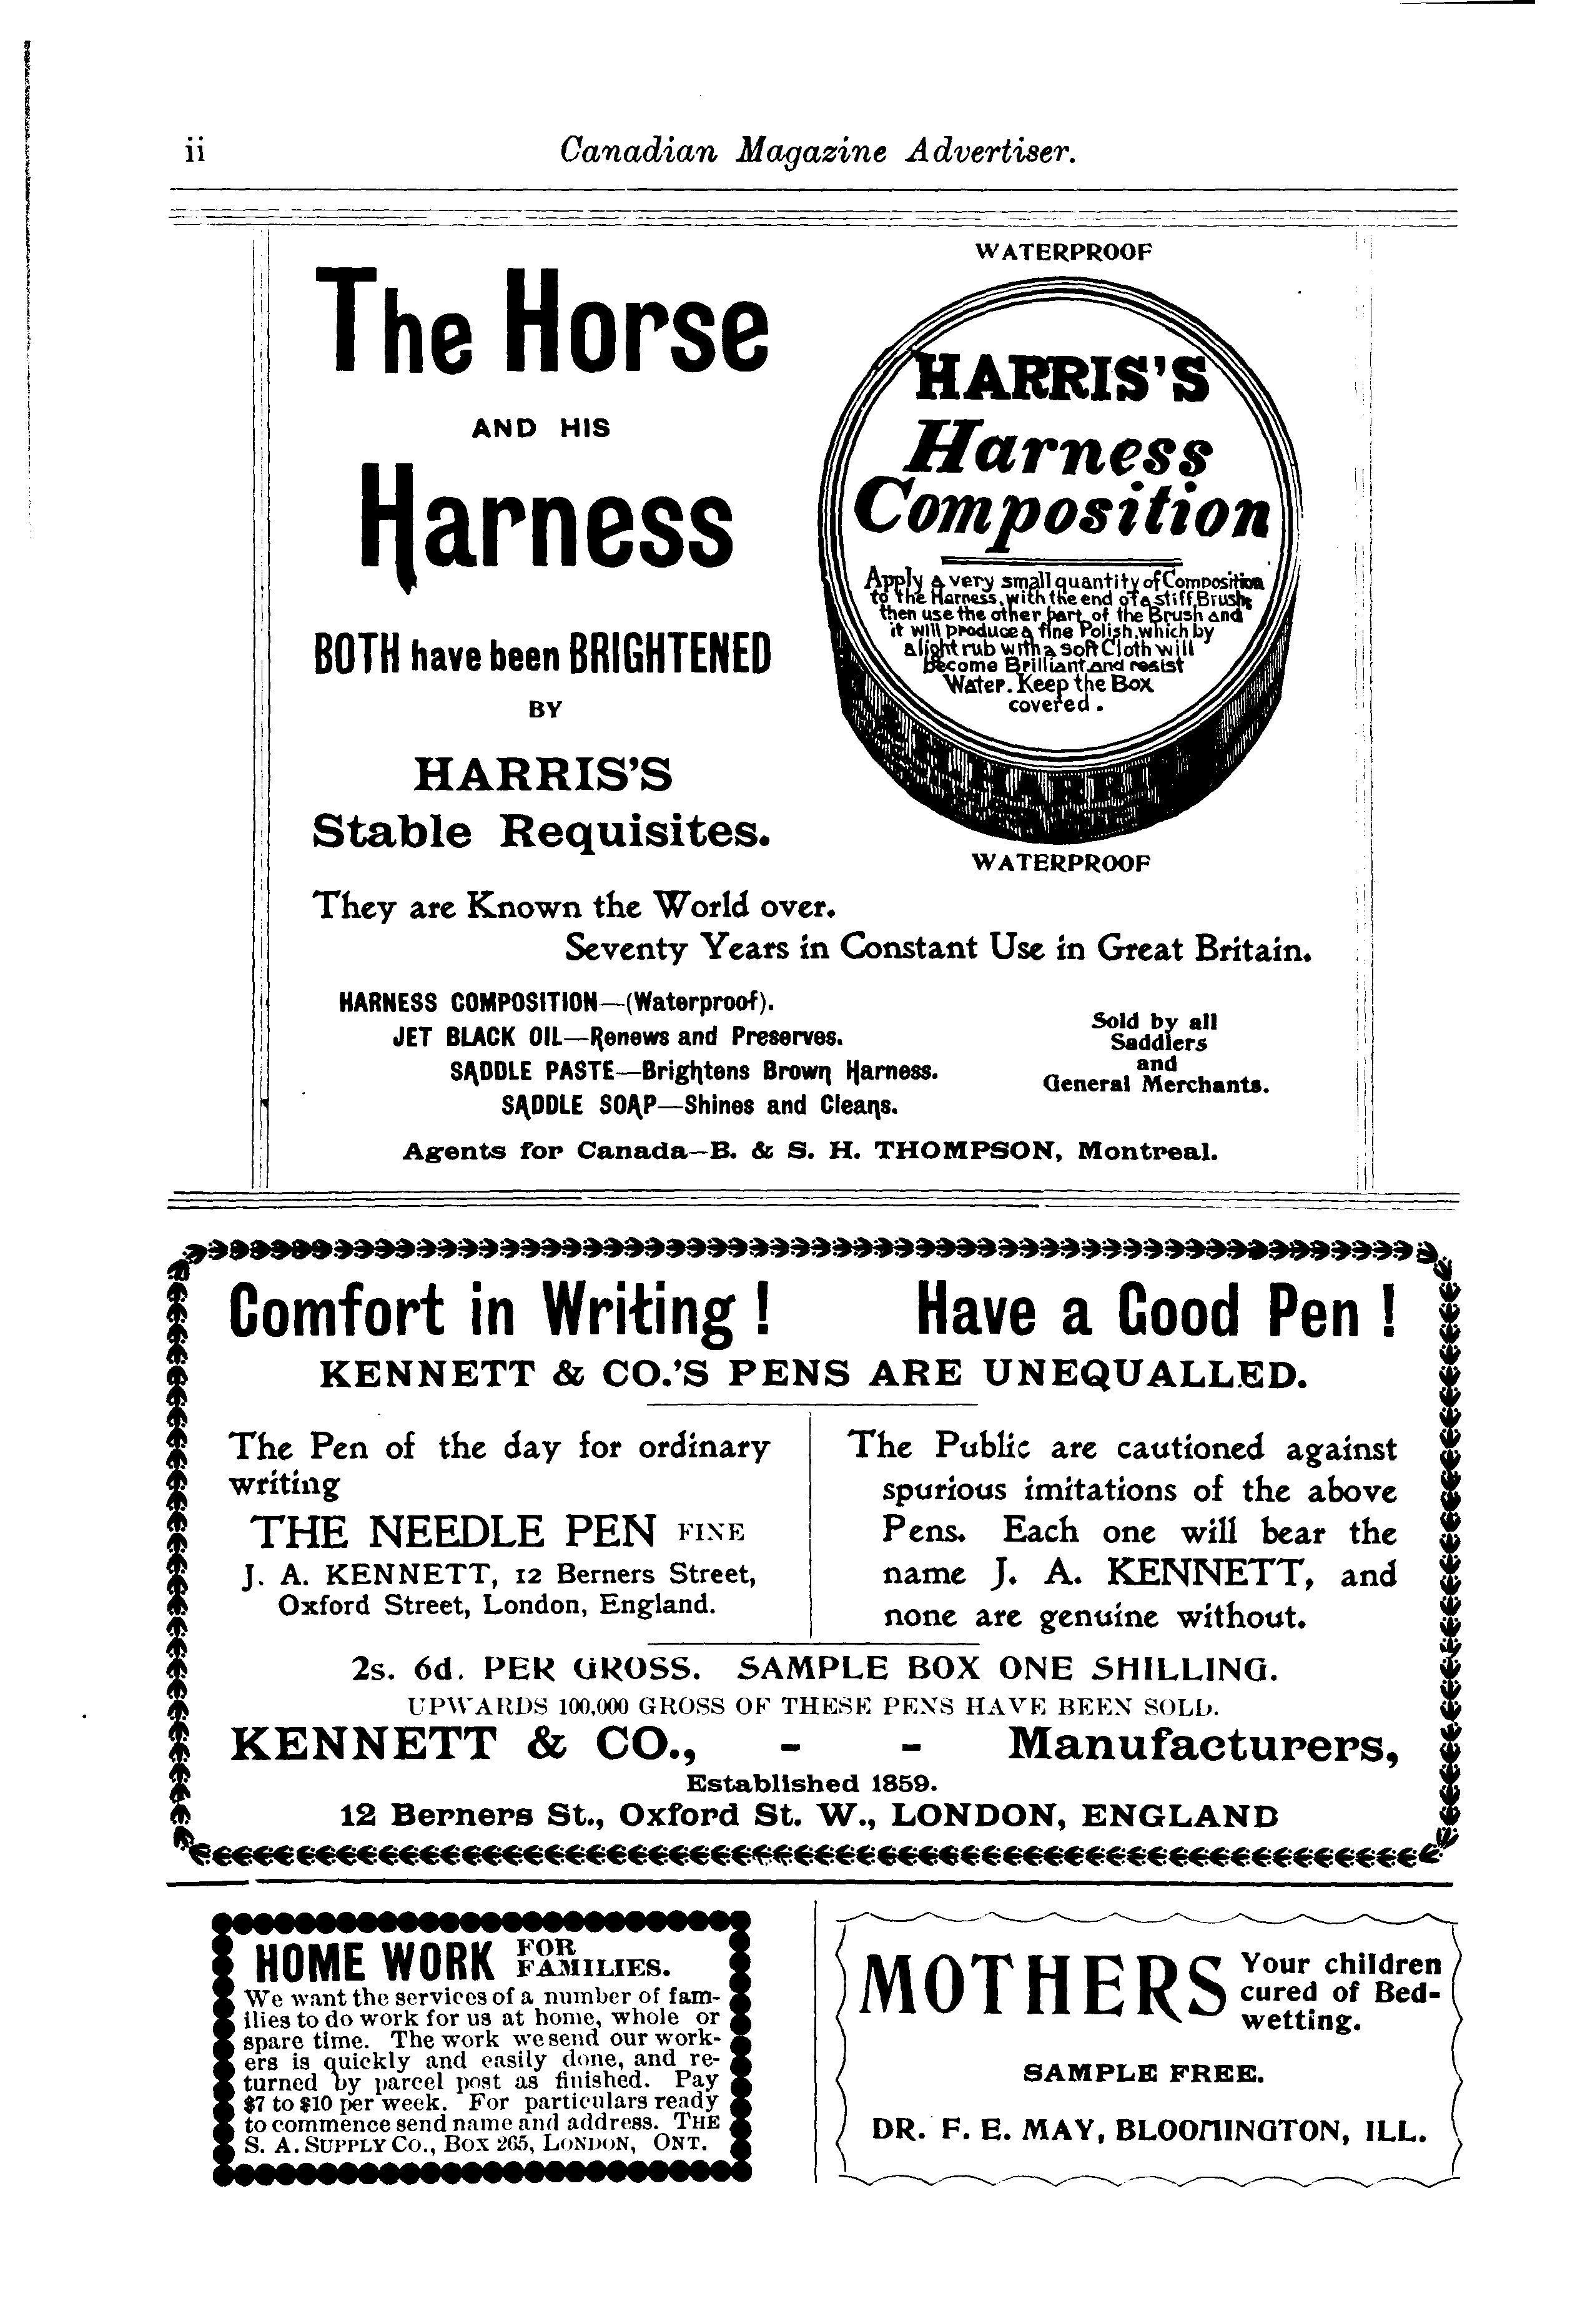 ii
Canadian Magazine Advertiser.
The Horse
AND HIS
Harness
BOTH have been BRIGHTENED
BY
HARRIS'S
Stable Requisites.
WATERPROOF
HARRIS'S
Harness
Composition
Apply a very small quantity of Composition
to the Harness, with the end of a stiff Brush,
then use the other part of the Brush and
it will produce a fine Polish, which by
a light rub with a soft Cloth will
become Brilliant and resist
Water. Keep the Box
covered.
HARRIS
WATERPROOF
They are Known the World over.
Seventy Years in Constant Use in Great Britain.
HARNESS COMPOSITION—(Waterproof).
JET BLACK OIL—Renews and Preserves.
SADDLE PASTE—Brightens Brown Harness.
SADDLE SOAP—Shines and Cleans.
Sold by all
Saddlers
and
General Merchants.
Agents for Canada—B. & S. H. THOMPSON, Montreal.
Comfort in Writing! Have a Good Pen!
KENNETT & CO.'S PENS ARE UNEQUALLED.
The Pen of the day for ordinary
writing
THE NEEDLE PEN FINE
J. A. KENNETT, 12 Berners Street,
Oxford Street, London, England.
The Public are cautioned against
spurious imitations of the above
Pens. Each one will bear the
name J. A. KENNETT, and
none are genuine without.
2s. 6d. PER GROSS. SAMPLE BOX ONE SHILLING.
UPWARDS 100,000 GROSS OF THESE PENS HAVE BEEN SOLD.
KENNETT & CO., - - Manufacturers,
Established 1859.
12 Berners St., Oxford St. W., LONDON, ENGLAND
HOME WORK FOR FAMILIES.
We want the services of a number of fam-
ilies to do work for us at home, whole or
spare time. The work we send our work-
ers is quickly and easily done, and re-
turned by parcel post as finished. Pay
$7 to $10 per week. For particulars ready
to commence send name and address. THE
S. A. SUPPLY CO., BOX 265, LONDON, ONT.
MOTHERS
Your children
cured of Bed-
wetting.
SAMPLE FREE.
DR. F. E. MAY, BLOOMINGTON, ILL.